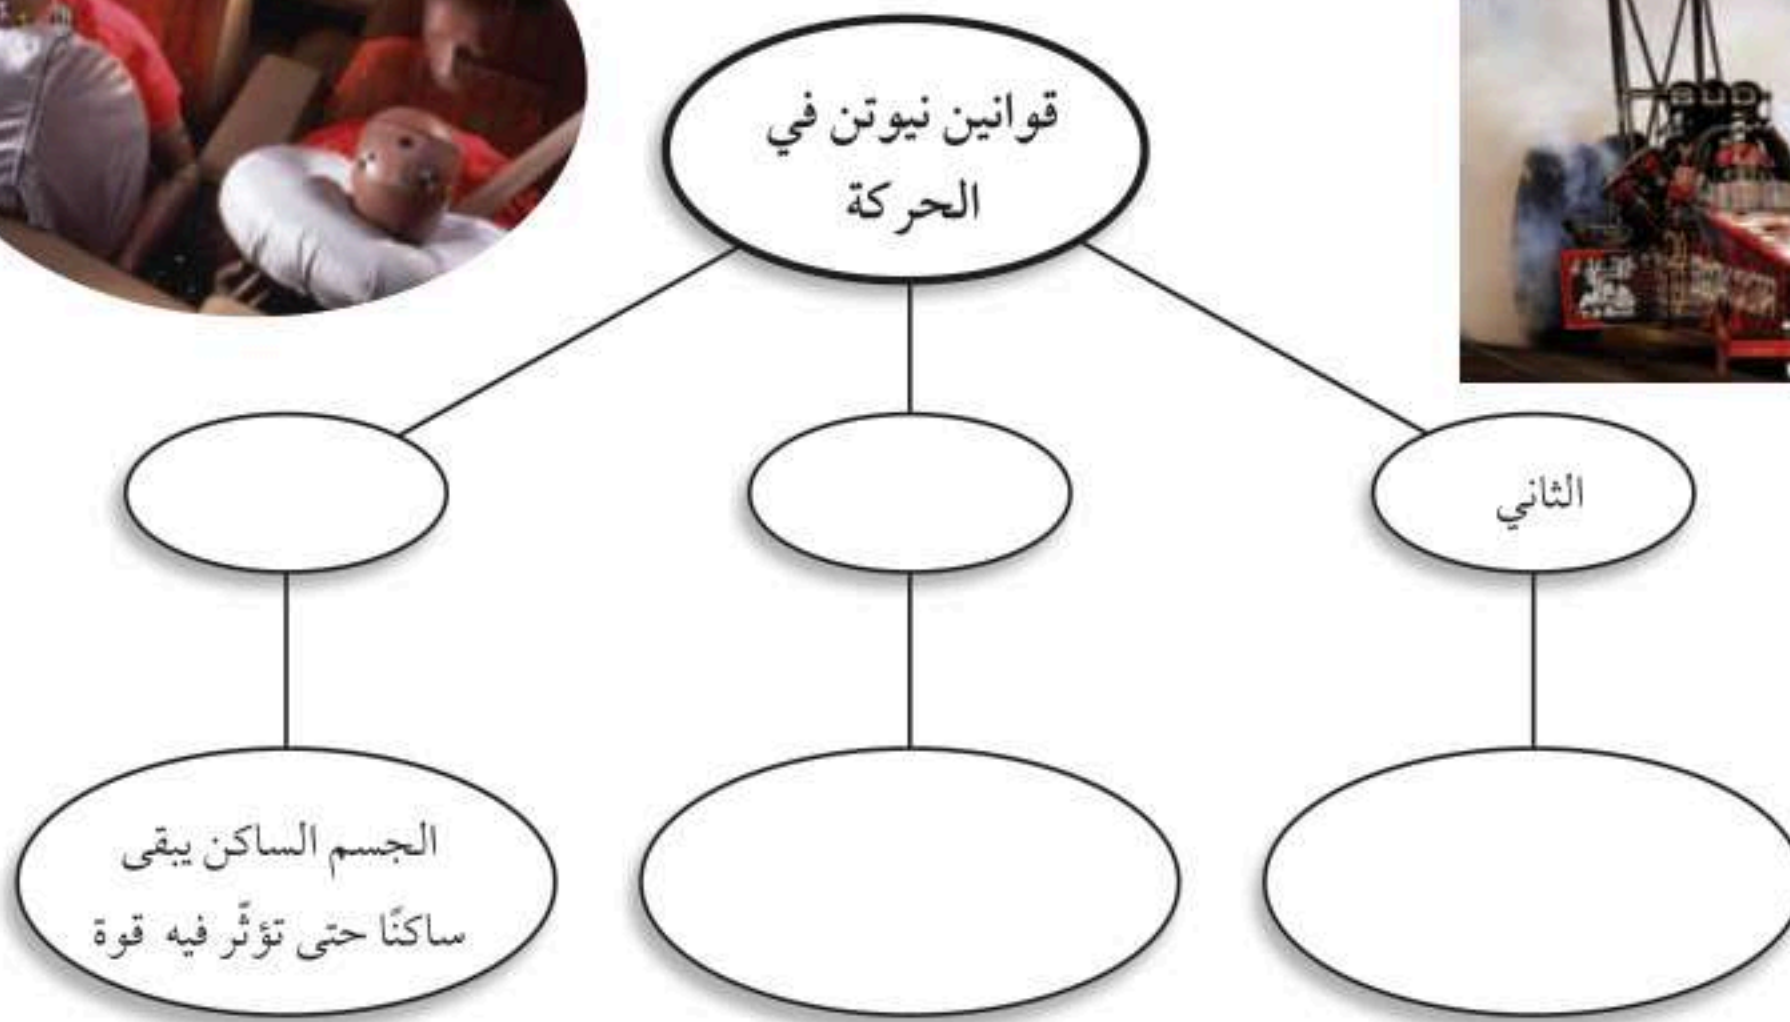 قوانين نيوتن في
الحركة
الثاني
الجسم الساكن يبقى
ساكنًا حتى تؤثّر فيه قوة